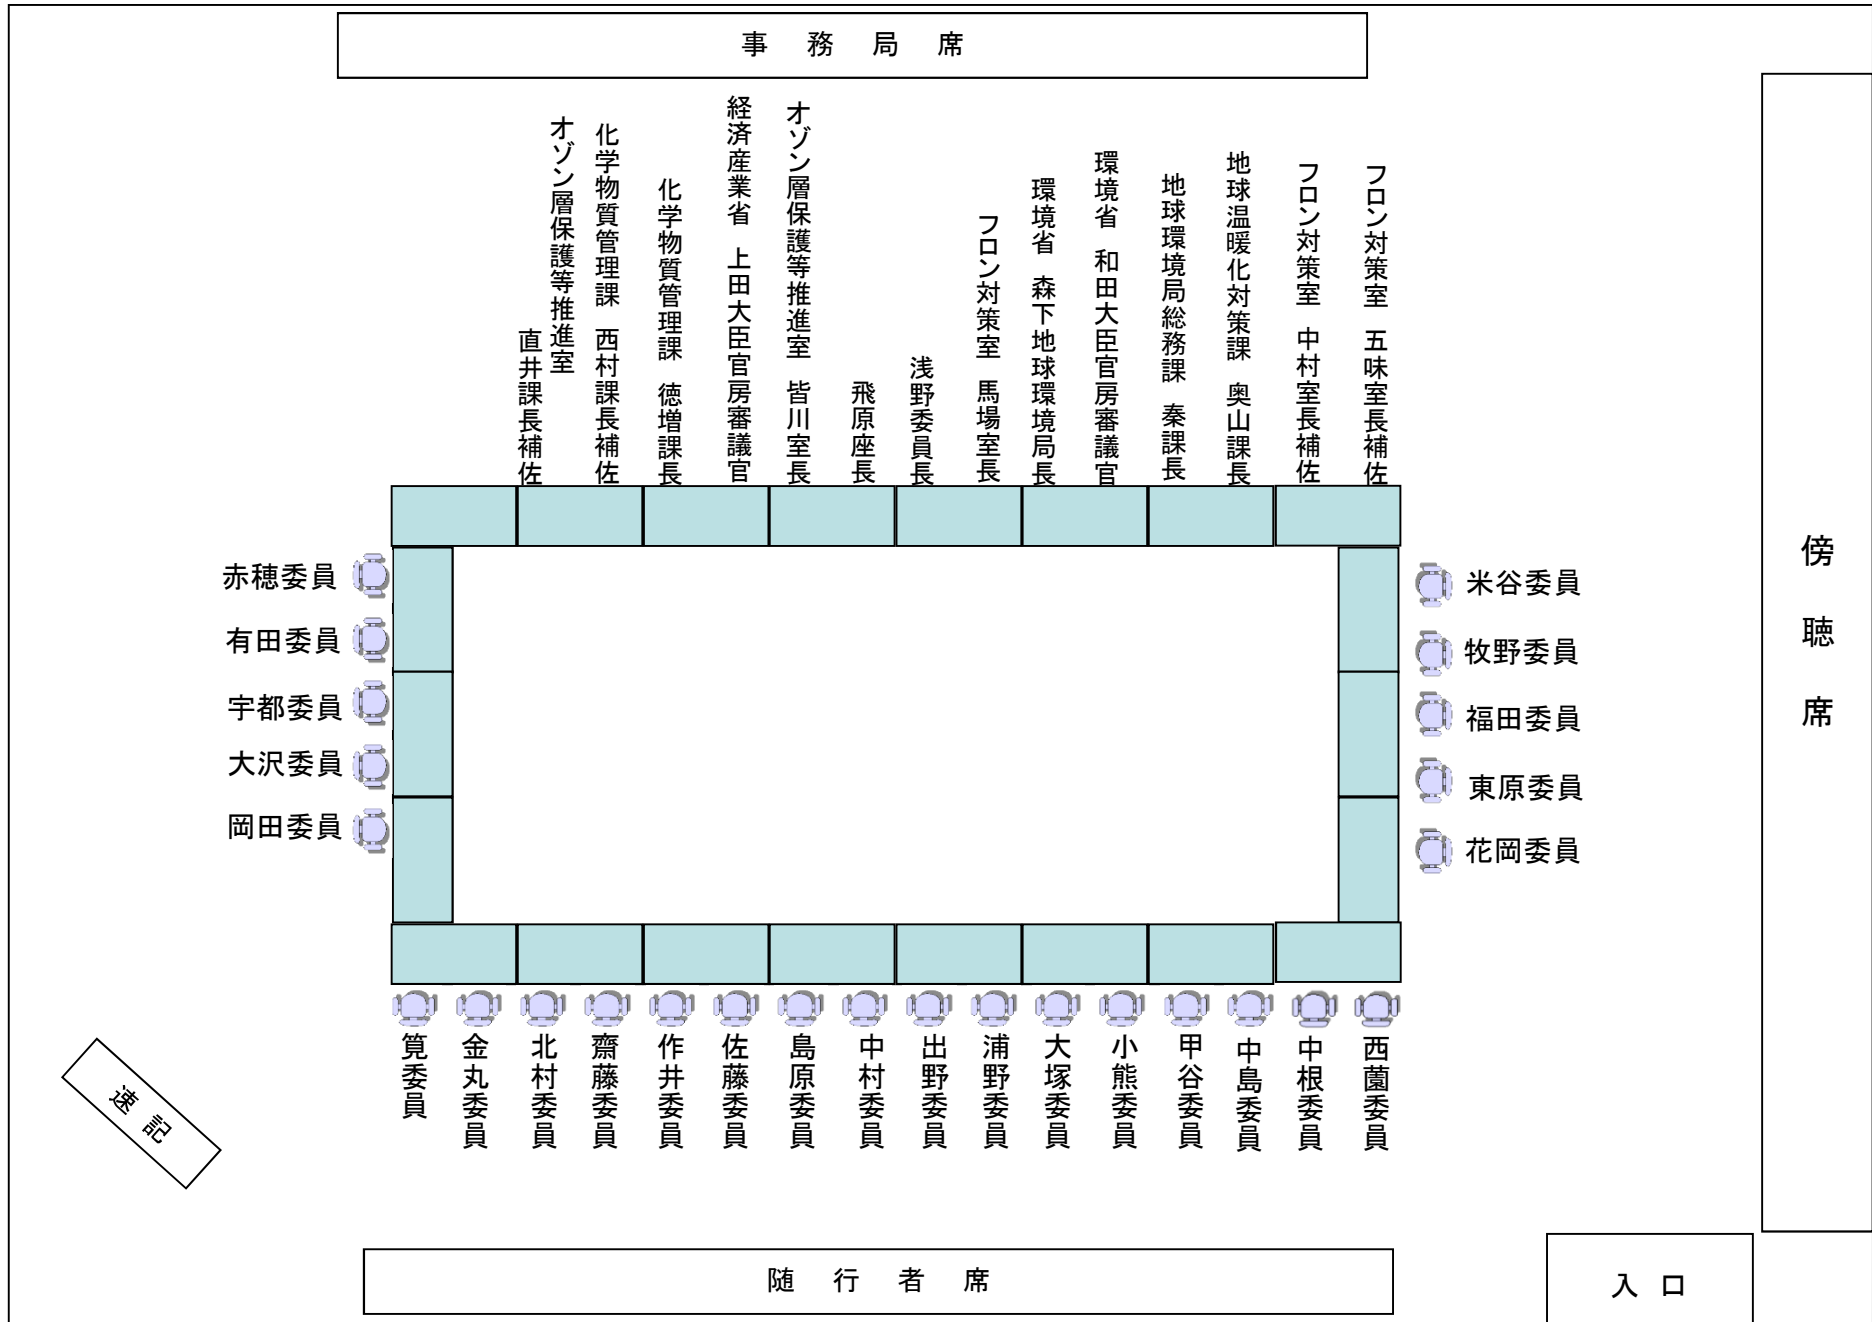 事務局席
オゾン層保護等推進室
直井課長補佐
化学物質管理課 西村課長補佐
化学物質管理課 徳増課長
経済産業省 上田大臣官房審議官
オゾン層保護等推進室 皆川室長
飛原座長
浅野委員長
フロン対策室 馬場室長
環境省 森下地球環境局長
環境省 和田大臣官房審議官
地球環境局総務課 秦課長
地球温暖化対策課 奥山課長
フロン対策室 中村室長補佐
フロン対策室 五味室長補佐
赤穂委員
有田委員
宇都委員
大沢委員
岡田委員
米谷委員
牧野委員
福田委員
東原委員
花岡委員
傍聴席
筧委員
金丸委員
北村委員
齋藤委員
作井委員
佐藤委員
島原委員
中村委員
出野委員
浦野委員
大塚委員
小熊委員
甲谷委員
中島委員
中根委員
西薗委員
速記
随行者席
入口